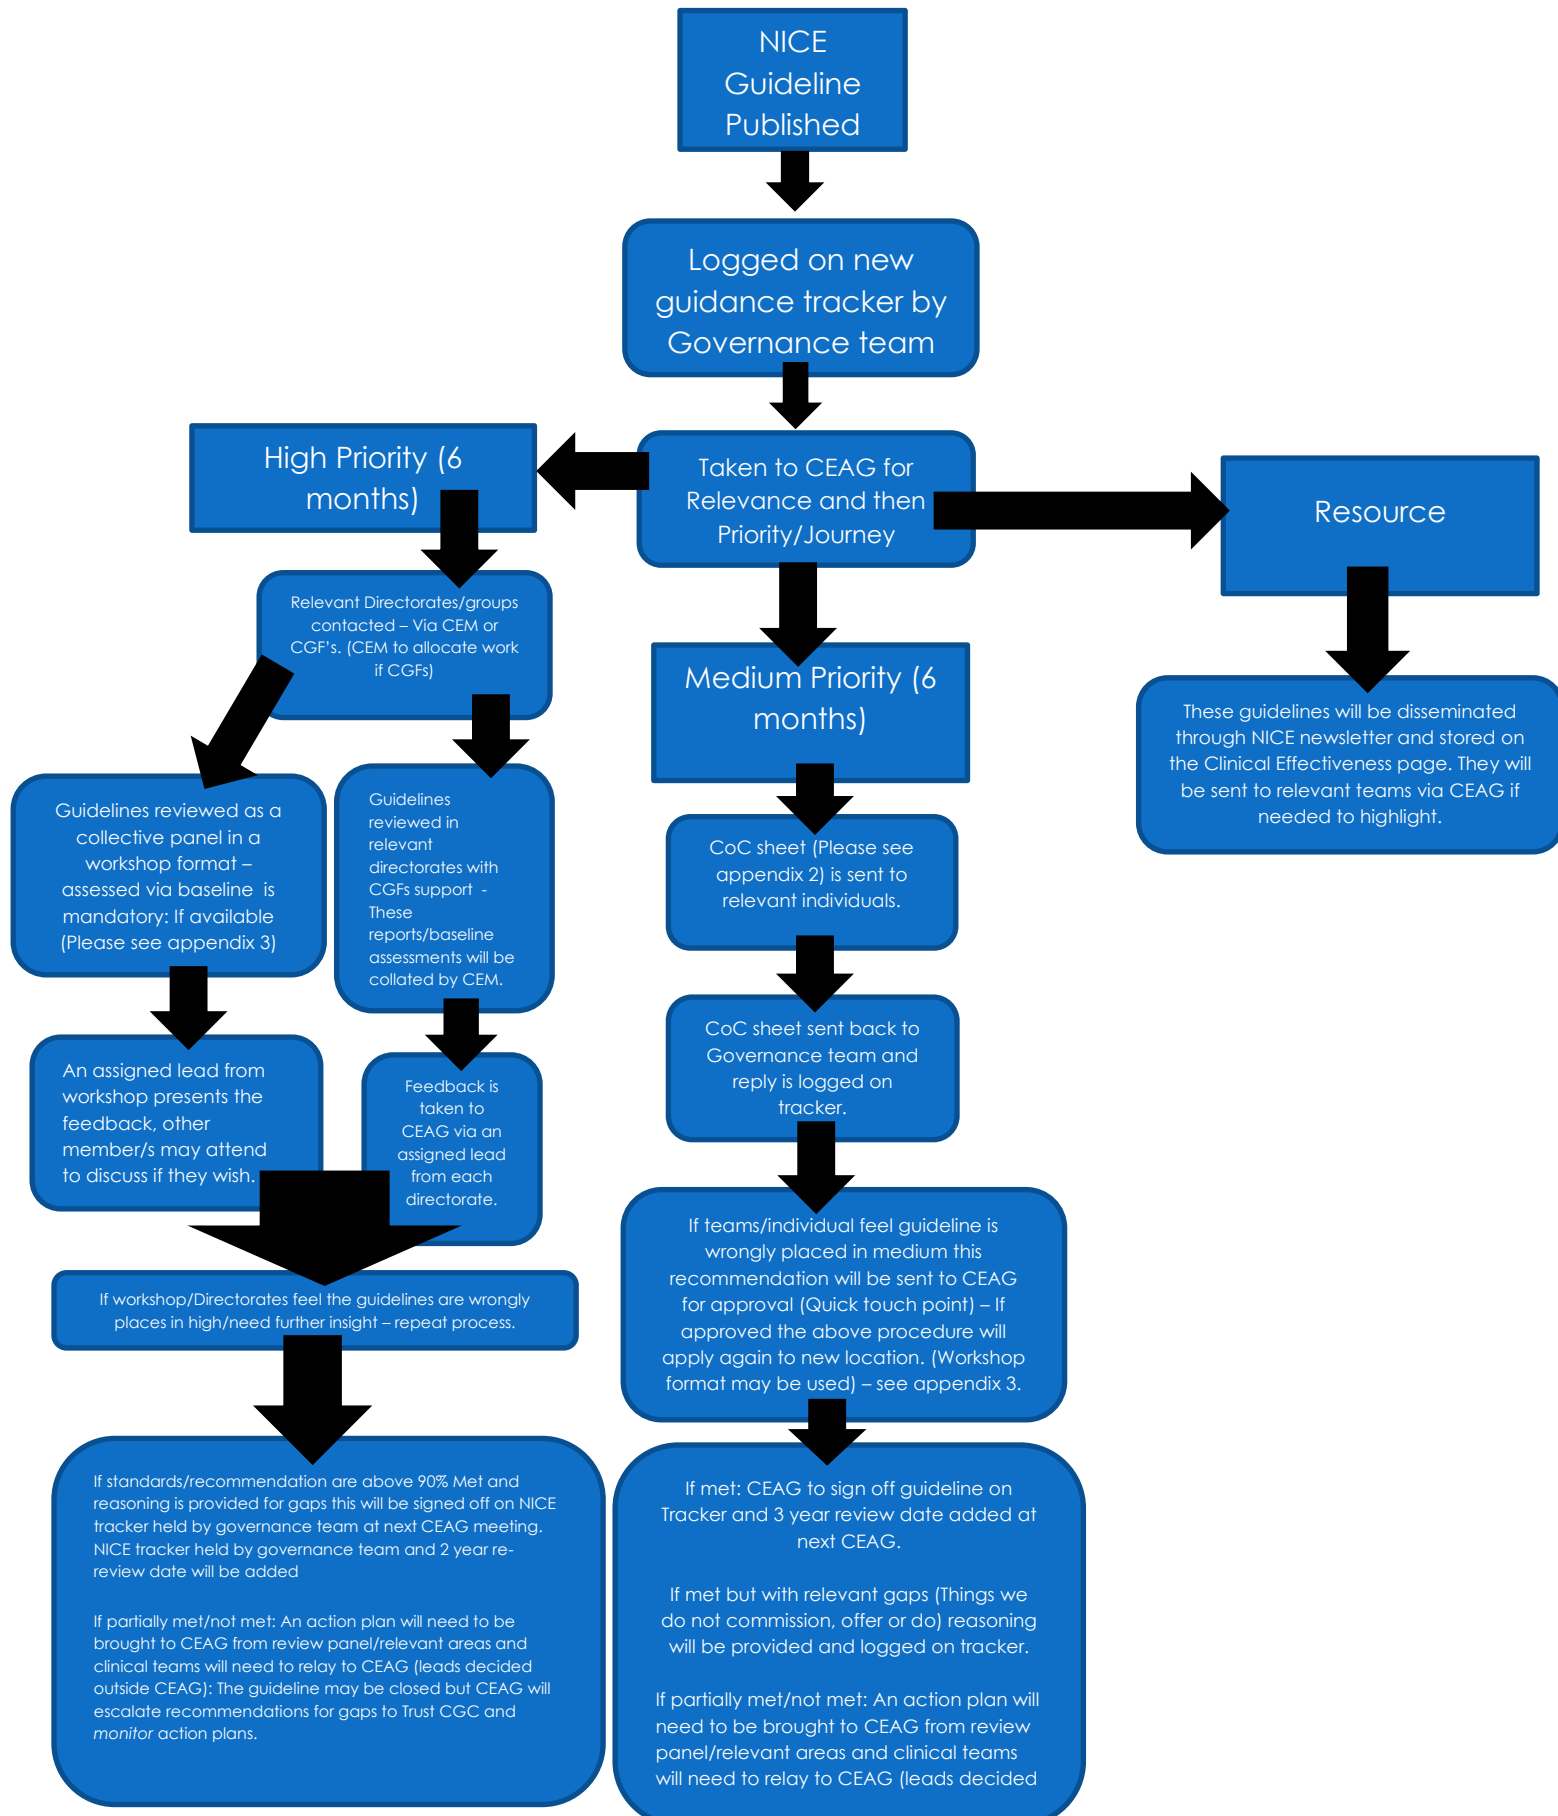 NICE
Guideline
Published
Logged on new
guidance tracker by
Governance team
High Priority (6
months)
Taken to CEAG for
Relevance and then
Priority/Journey
Resource
Relevant Directorates/groups
contacted – Via CEM or
CGF's. (CEM to allocate work
if CGFs)
Medium Priority (6
months)
These guidelines will be disseminated
through NICE newsletter and stored on
the Clinical Effectiveness page. They will
be sent to relevant teams via CEAG if
needed to highlight.
Guidelines reviewed as a
collective panel in a
workshop format –
assessed via baseline is
mandatory: If available
(Please see appendix 3)
Guidelines
reviewed in
relevant
directorates with
CGFs support -
These
reports/baseline
assessments will be
collated by CEM.
CoC sheet (Please see
appendix 2) is sent to
relevant individuals.
CoC sheet sent back to
Governance team and
reply is logged on
tracker.
An assigned lead from
workshop presents the
feedback, other
member/s may attend
to discuss if they wish.
Feedback is
taken to
CEAG via an
assigned lead
from each
directorate.
If teams/individual feel guideline is
wrongly placed in medium this
recommendation will be sent to CEAG
for approval (Quick touch point) – If
approved the above procedure will
apply again to new location. (Workshop
format may be used) – see appendix 3.
If workshop/Directorates feel the guidelines are wrongly
places in high/need further insight – repeat process.
If standards/recommendation are above 90% Met and
reasoning is provided for gaps this will be signed off on NICE
tracker held by governance team at next CEAG meeting.
NICE tracker held by governance team and 2 year re-
review date will be added
If partially met/not met: An action plan will need to be
brought to CEAG from review panel/relevant areas and
clinical teams will need to relay to CEAG (leads decided
outside CEAG): The guideline may be closed but CEAG will
escalate recommendations for gaps to Trust CGC and
monitor action plans.
If met: CEAG to sign off guideline on
Tracker and 3 year review date added at
next CEAG.
If met but with relevant gaps (Things we
do not commission, offer or do) reasoning
will be provided and logged on tracker.
If partially met/not met: An action plan will
need to be brought to CEAG from review
panel/relevant areas and clinical teams
will need to relay to CEAG (leads decided